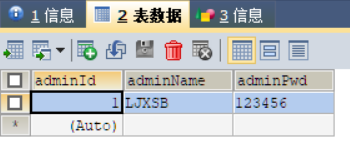 1 信息 2 表数据 3 信息
adminId adminName adminPwd
1 LJXSB 123456
* (Auto)